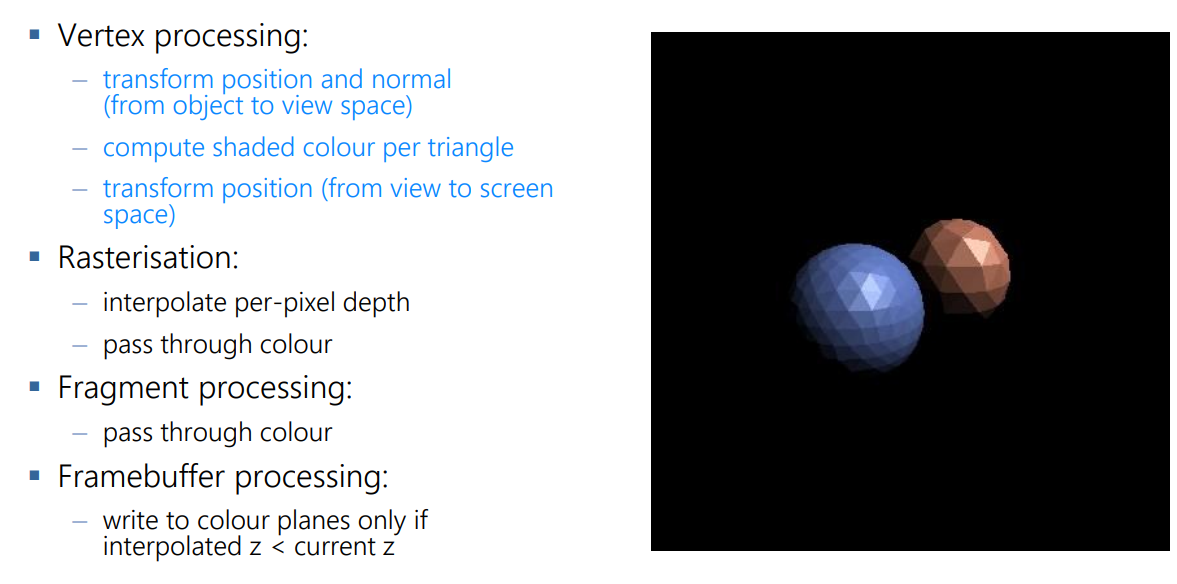 ▪ Vertex processing:
– transform position and normal
(from object to view space)
– compute shaded colour per triangle
– transform position (from view to screen
space)
▪ Rasterisation:
– interpolate per-pixel depth
– pass through colour
▪ Fragment processing:
– pass through colour
▪ Framebuffer processing:
– write to colour planes only if
interpolated z < current z